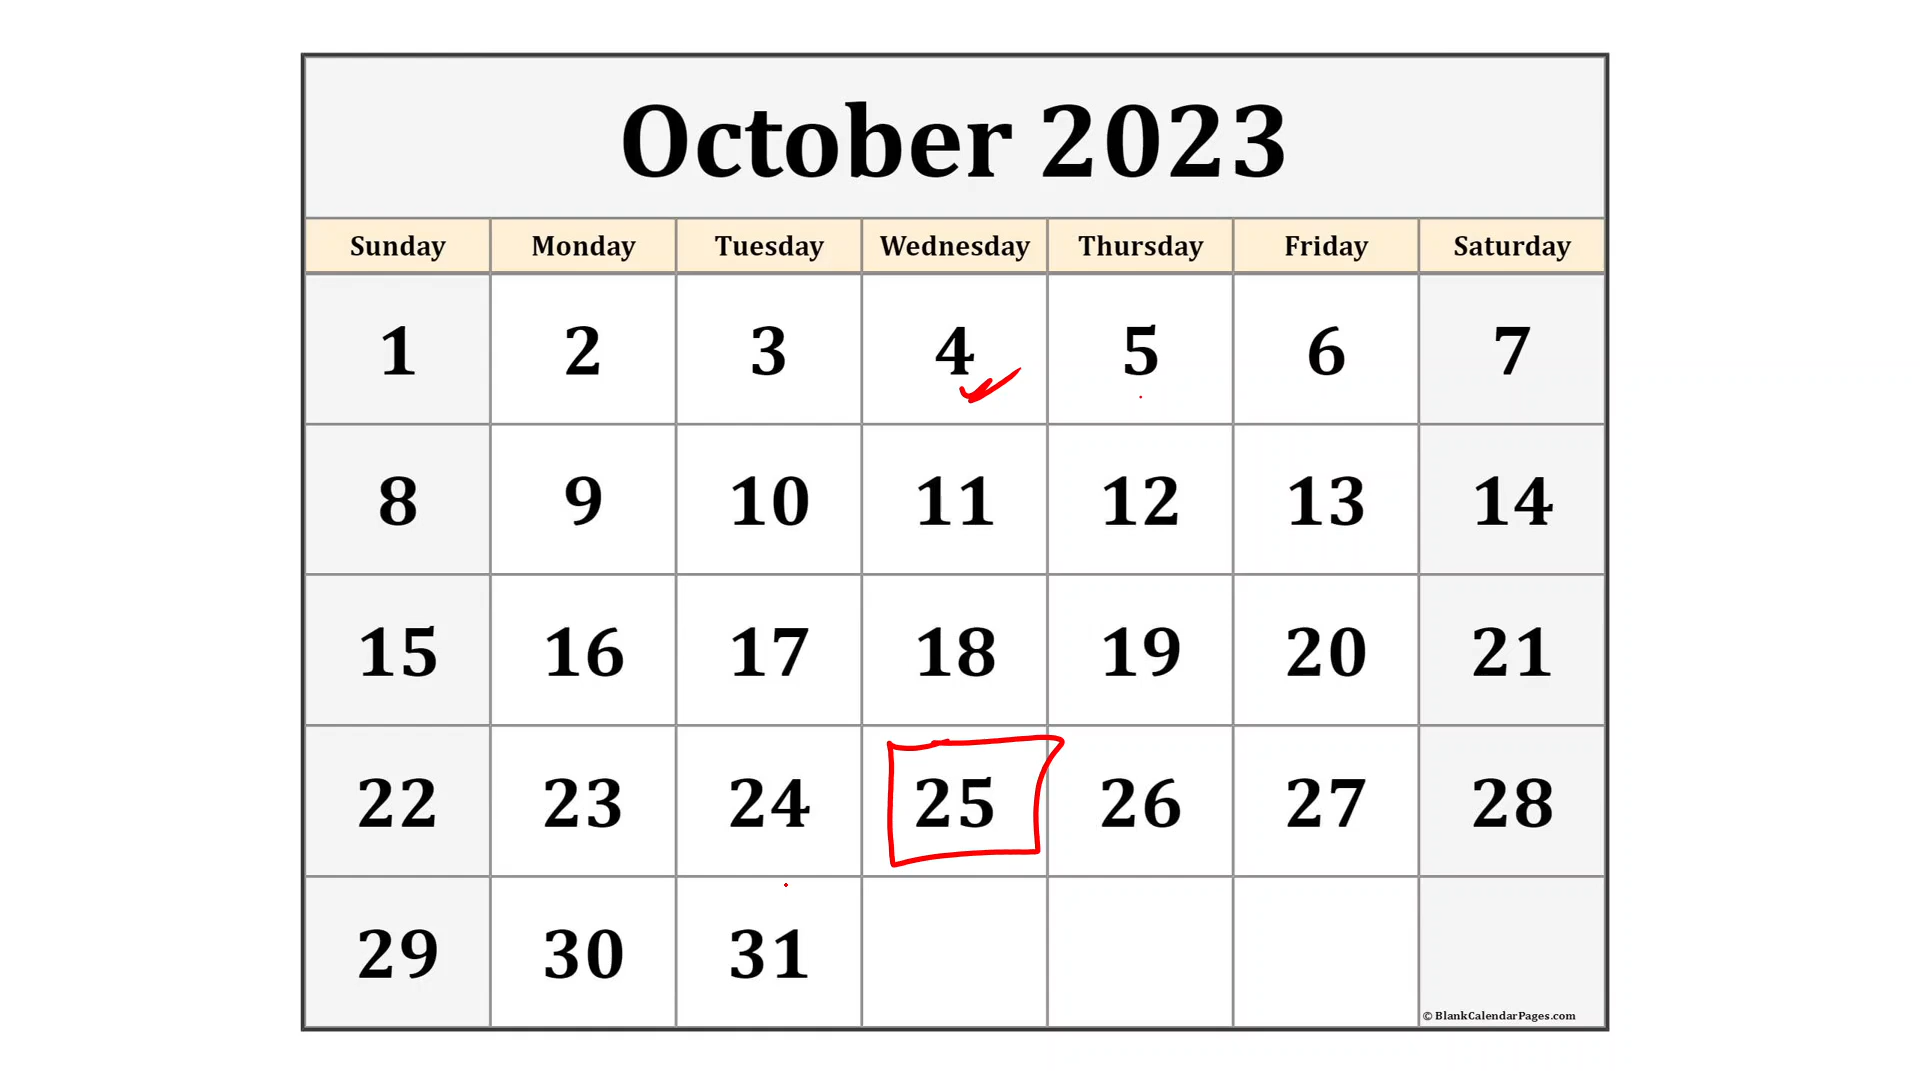 October 2023
Sunday Monday Tuesday Wednesday Thursday Friday Saturday
1 2 3 4 5 6 7
8 9 10 11 12 13 14
15 16 17 18 19 20 21
22 23 24 25 26 27 28
29 30 31
© BlankCalendarPages.com